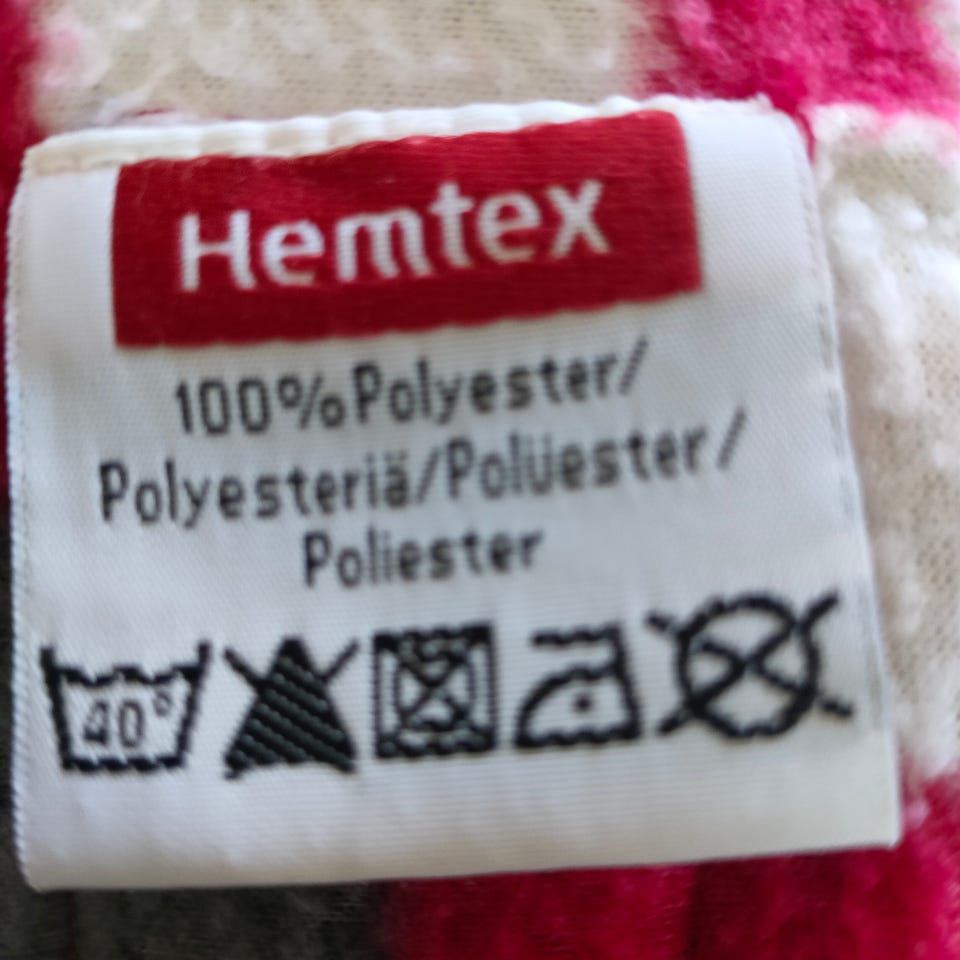 Hemtex
100%Polyester/
Polyesteriä/Polüester/
Poliester
40°